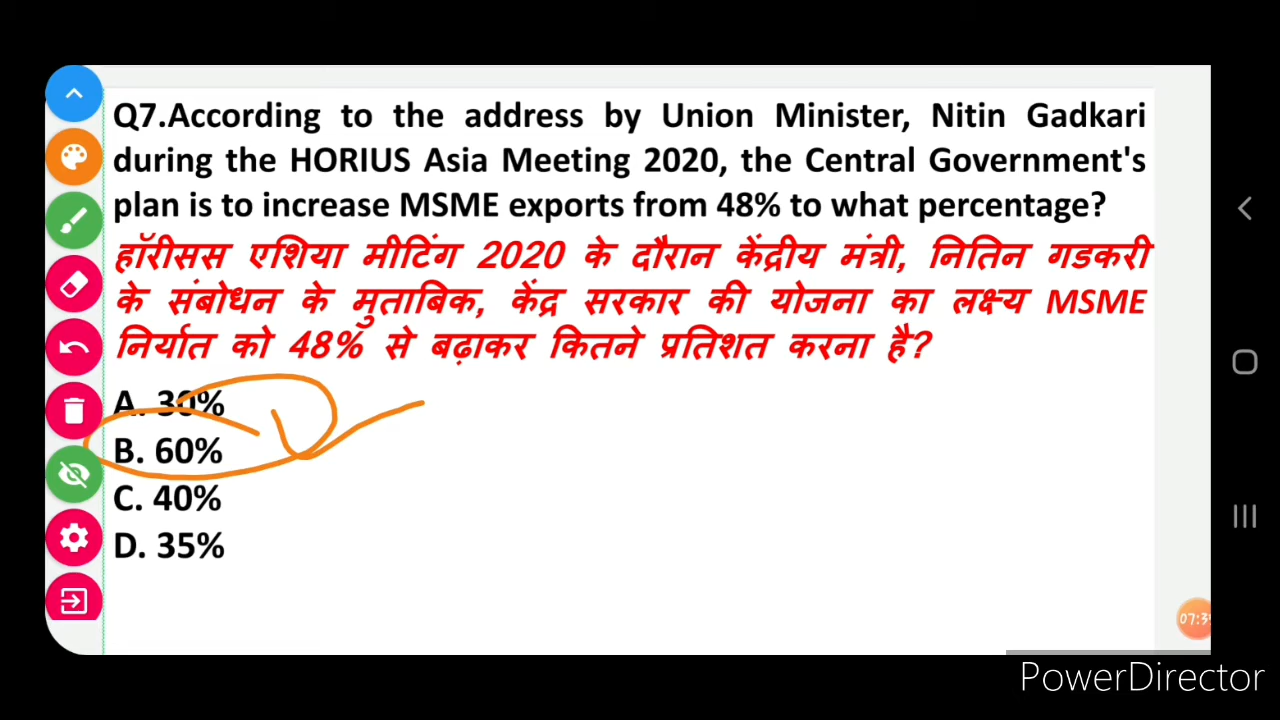 Q7.According to the address by Union Minister, Nitin Gadkari
during the HORIUS Asia Meeting 2020, the Central Government's
plan is to increase MSME exports from 48% to what percentage?
हॉरीसस एशिया मीटिंग 2020 के दौरान केंद्रीय मंत्री, नितिन गडकरी
के संबोधन के मुताबिक, केंद्र सरकार की योजना का लक्ष्य MSME
निर्यात को 48% से बढ़ाकर कितने प्रतिशत करना है?
A. 30%
B. 60%
C. 40%
D. 35%
PowerDirector